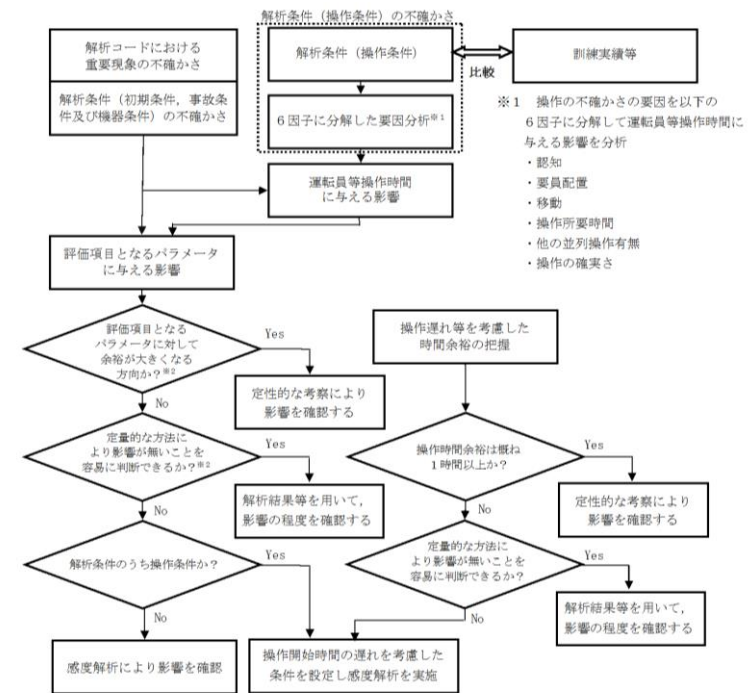 解析条件（操作条件）の不確かさ
解析コードにおける
重要現象の不確かさ
解析条件（初期条件，事故条
件及び機器条件）の不確かさ
解析条件（操作条件）
比較
訓練実績等
6因子に分解した要因分析※1
※１　操作の不確かさの要因を以下の
６因子に分解して運転員等操作時間に
与える影響を分析
・認知
・要員配置
・移動
・操作所要時間
・他の並列操作有無
・操作の確実さ
運転員等操作時間
に与える影響
評価項目となるパラメータ
に与える影響
評価項目となる
パラメータに対して
余裕が大きくなる
方向か？※2
Yes
定性的な考察により
影響を確認する
No
定量的な方法に
より影響が無いことを
容易に判断できるか？※2
Yes
解析結果等を用いて，
影響の程度を確認する
No
解析条件のうち操作条件か？
Yes
No
感度解析により影響を確認
操作遅れ等を考慮した
時間余裕の把握
操作時間余裕は概ね
１時間以上か？
Yes
定性的な考察により
影響を確認する
No
定量的な方法に
より影響が無いことを
容易に判断できるか？
Yes
解析結果等を用いて，
影響の程度を確認する
No
操作開始時間の遅れを考慮した
条件を設定し感度解析を実施